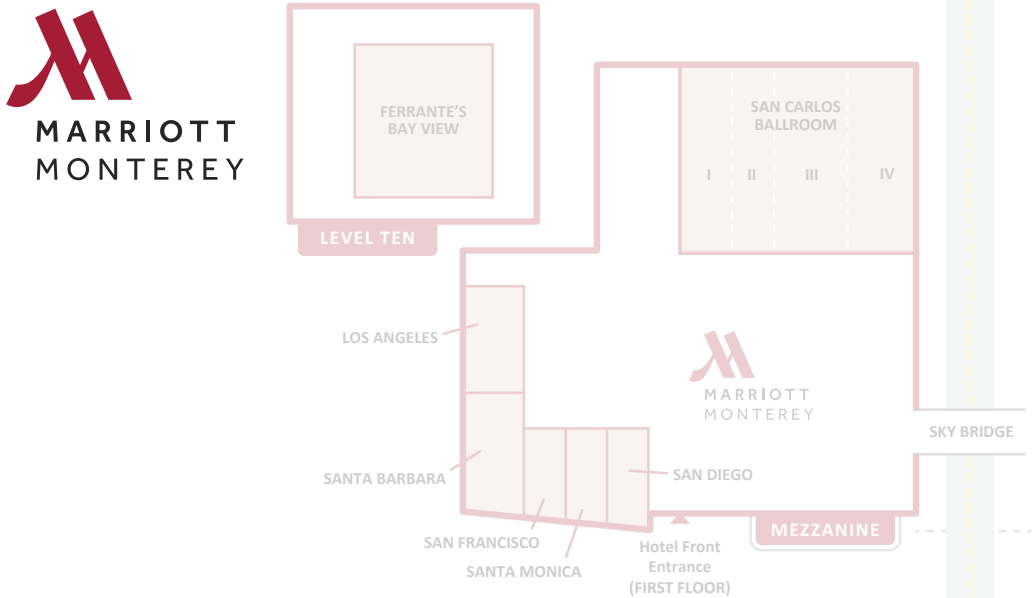 MARRIOTT
MONTEREY
FERRANTE'S
BAY VIEW
LEVEL TEN
SAN CARLOS
BALLROOM
I II III IV
LOS ANGELES
MARRIOTT
MONTEREY
SKY BRIDGE
SANTA BARBARA
SAN DIEGO
SAN FRANCISCO
SANTA MONICA
MEZZANINE
Hotel Front
Entrance
(FIRST FLOOR)